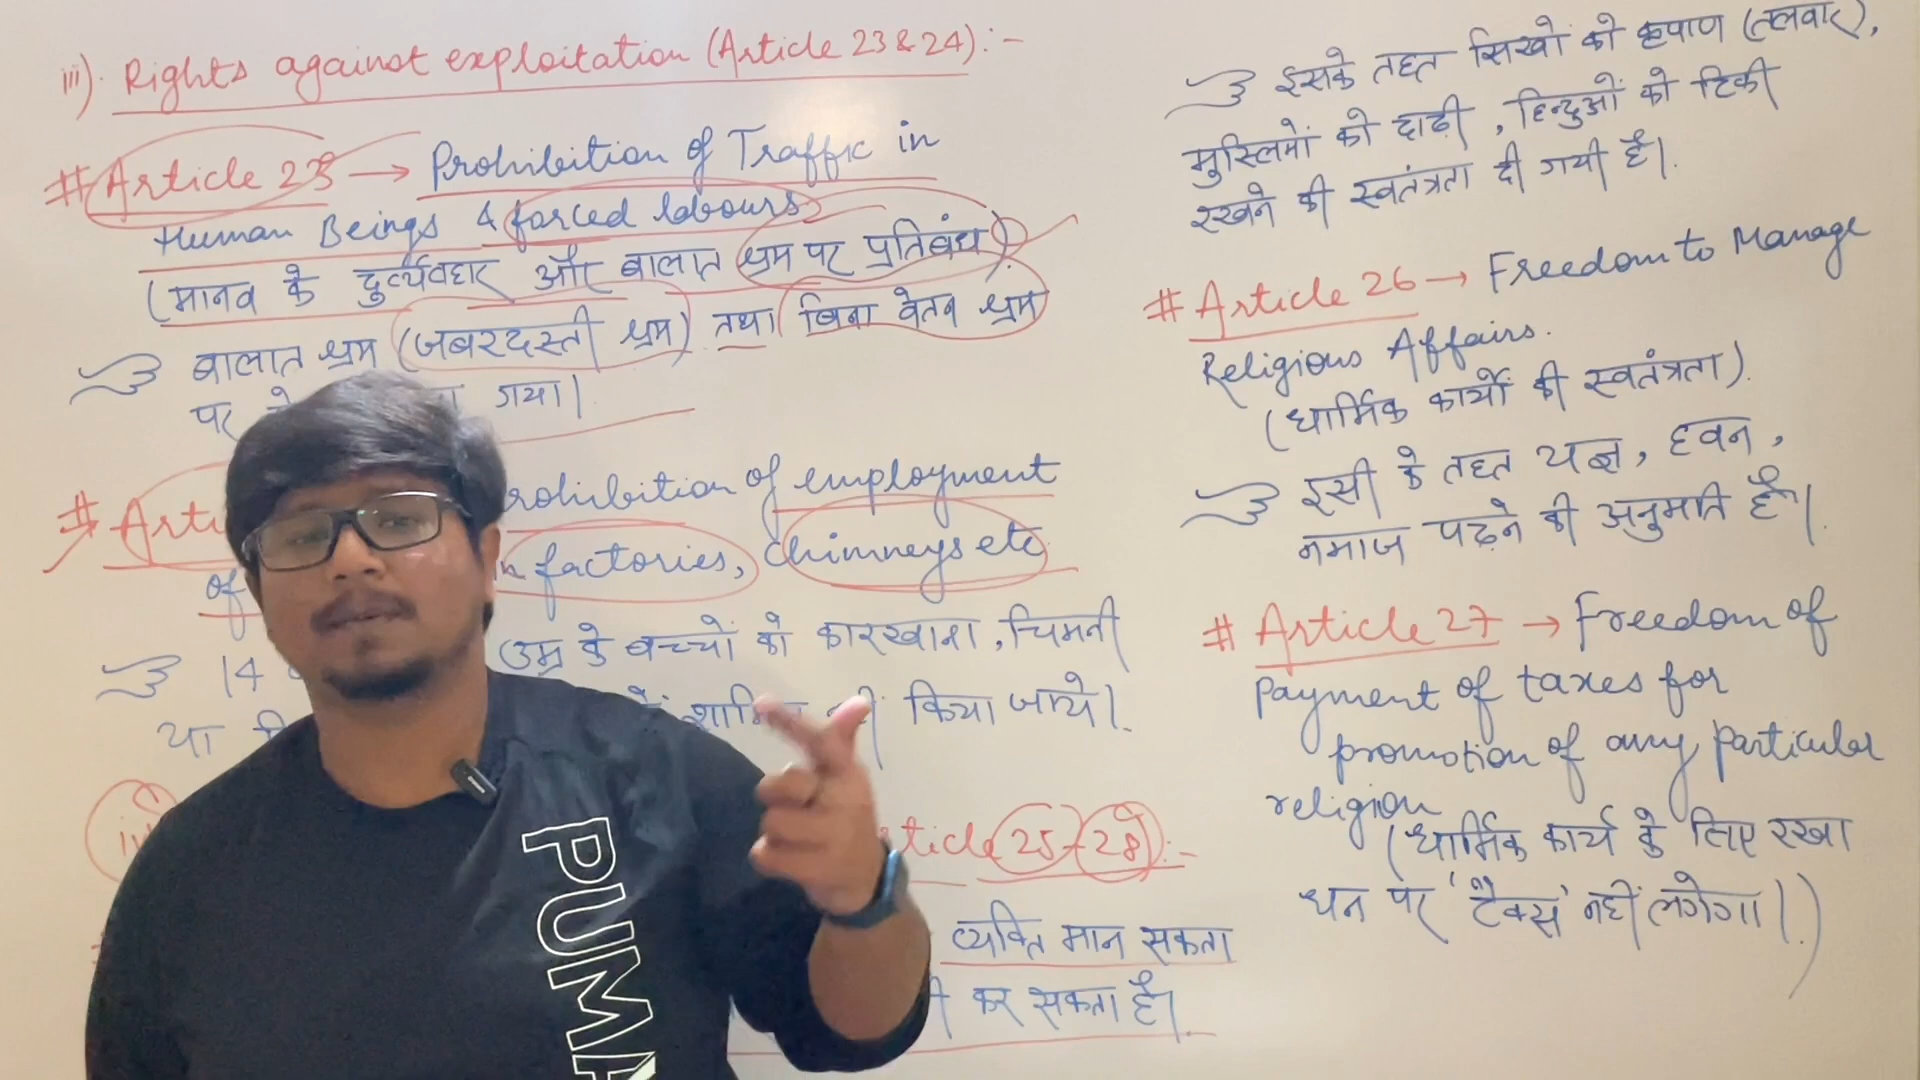 iii). Rights against exploitation (Article 23 & 24):-
# Article 23 → Prohibition of Traffic in
Human Beings & forced labours
(मानव के दुर्व्यवहार और बालात श्रम पर प्रतिबंध)
बालात श्रम (जबरदस्ती श्रम) तथा बिना वेतन श्रम
पर गया।
# Arti rohibition of employment
of in factories, chimneys etc
14 उम्र के बच्चों को कारखाना, चिमनी
या में किया जाये।
iv ticle 25-28):-
व्यक्ति मान सकता
कर सकता है।
इसके तहत सिखों को कृपाण (तलवार),
मुस्लिमों को दाढ़ी, हिन्दुओं को टिकी
रखने की स्वतंत्रता दी गयी है।
# Article 26 → Freedom to Manage
Religious Affairs.
(धार्मिक कार्यों की स्वतंत्रता).
इसी के तहत यज्ञ, हवन,
नमाज पढ़ने की अनुमति है।
# Article 27 → Freedom of
Payment of taxes for
promotion of any particular
religion
(धार्मिक कार्य के लिए रखा
धन पर 'टैक्स' नहीं लगेगा।)
PUMA